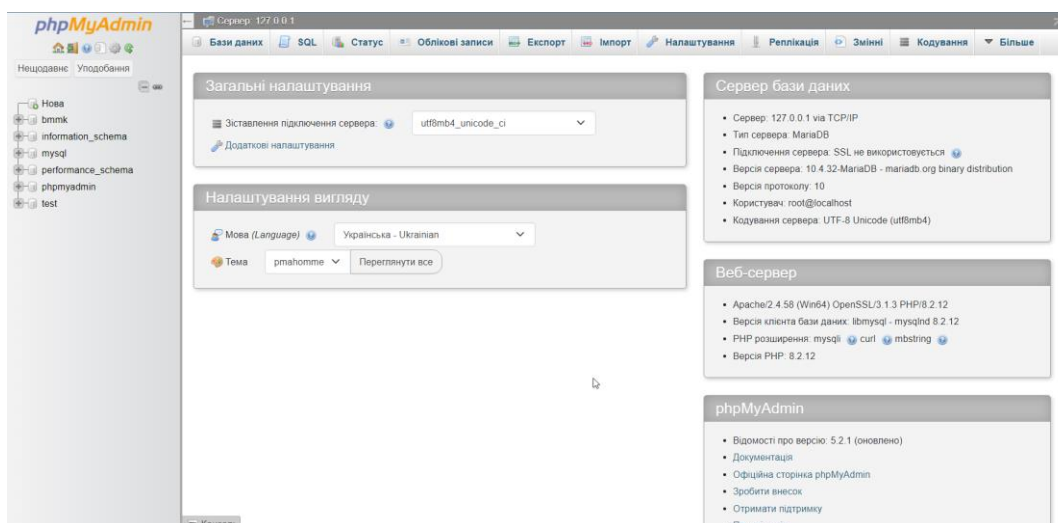 phpMyAdmin
Нещодавнє Уподобання
Нова
bmmk
information_schema
mysql
performance_schema
phpmyadmin
test
Сервер: 127.0.0.1
Бази даних SQL Статус Облікові записи Експорт Імпорт Налаштування Реплікація Змінні Кодування Більше
Загальні налаштування
Зіставлення підключення сервера: utf8mb4_unicode_ci
Додаткові налаштування
Налаштування вигляду
Мова (Language) Українська - Ukrainian
Тема pmahomme Переглянути все
Сервер бази даних
Сервер: 127.0.0.1 via TCP/IP
Тип сервера: MariaDB
Підключення сервера: SSL не використовується
Версія сервера: 10.4.32-MariaDB - mariadb.org binary distribution
Версія протоколу: 10
Користувач: root@localhost
Кодування сервера: UTF-8 Unicode (utf8mb4)
Веб-сервер
Apache/2.4.58 (Win64) OpenSSL/3.1.3 PHP/8.2.12
Версія клієнта бази даних: libmysql - mysqlnd 8.2.12
PHP розширення: mysqli curl mbstring
Версія PHP: 8.2.12
phpMyAdmin
Відомості про версію: 5.2.1 (оновлено)
Документація
Офіційна сторінка phpMyAdmin
Зробити внесок
Отримати підтримку